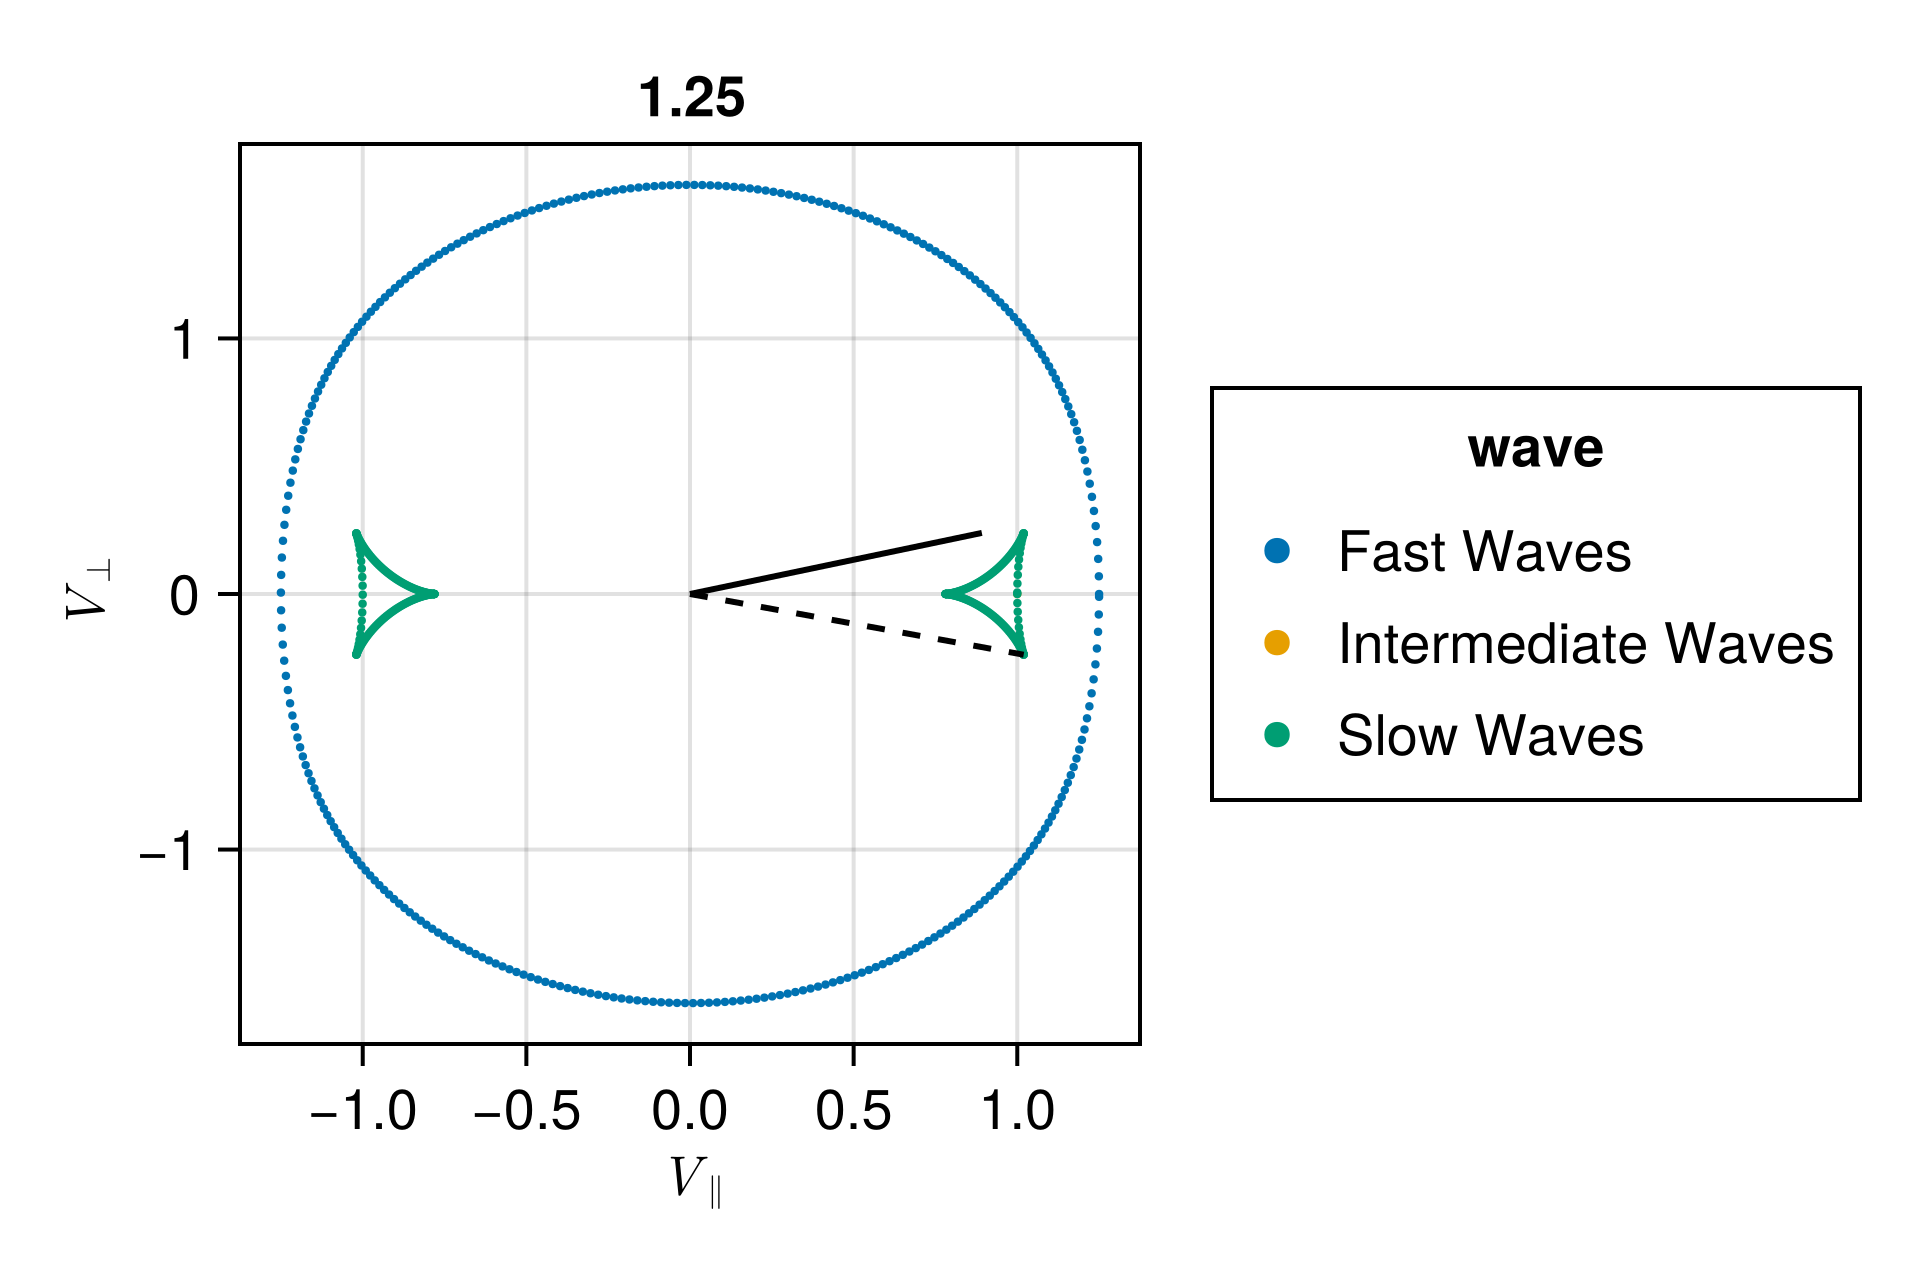 1.25
1
0
−1
V⊥
−1.0 −0.5 0.0 0.5 1.0
V∥
wave
Fast Waves
Intermediate Waves
Slow Waves